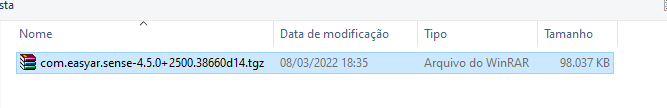 sta
Nome Data de modificação Tipo Tamanho
com.easyar.sense-4.5.0+2500.38660d14.tgz 08/03/2022 18:35 Arquivo do WinRAR 98.037 KB